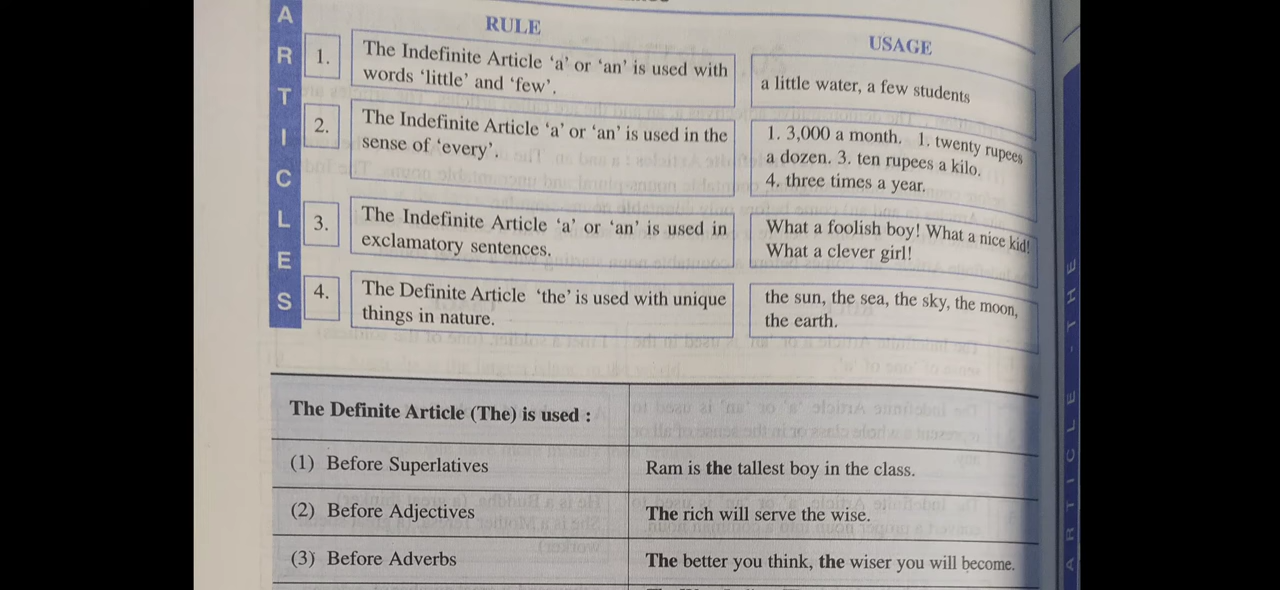 ARTICLES
RULE
USAGE
1.
The Indefinite Article ‘a’ or ‘an’ is used with
words ‘little’ and ‘few’.
a little water, a few students
2.
The Indefinite Article ‘a’ or ‘an’ is used in the
sense of ‘every’.
1. 3,000 a month. 1. twenty rupees
a dozen. 3. ten rupees a kilo.
4. three times a year.
3.
The Indefinite Article ‘a’ or ‘an’ is used in
exclamatory sentences.
What a foolish boy! What a nice kid!
What a clever girl!
4.
The Definite Article ‘the’ is used with unique
things in nature.
the sun, the sea, the sky, the moon,
the earth.
The Definite Article (The) is used :
(1) Before Superlatives
Ram is the tallest boy in the class.
(2) Before Adjectives
The rich will serve the wise.
(3) Before Adverbs
The better you think, the wiser you will become.
ARTICLE - THE